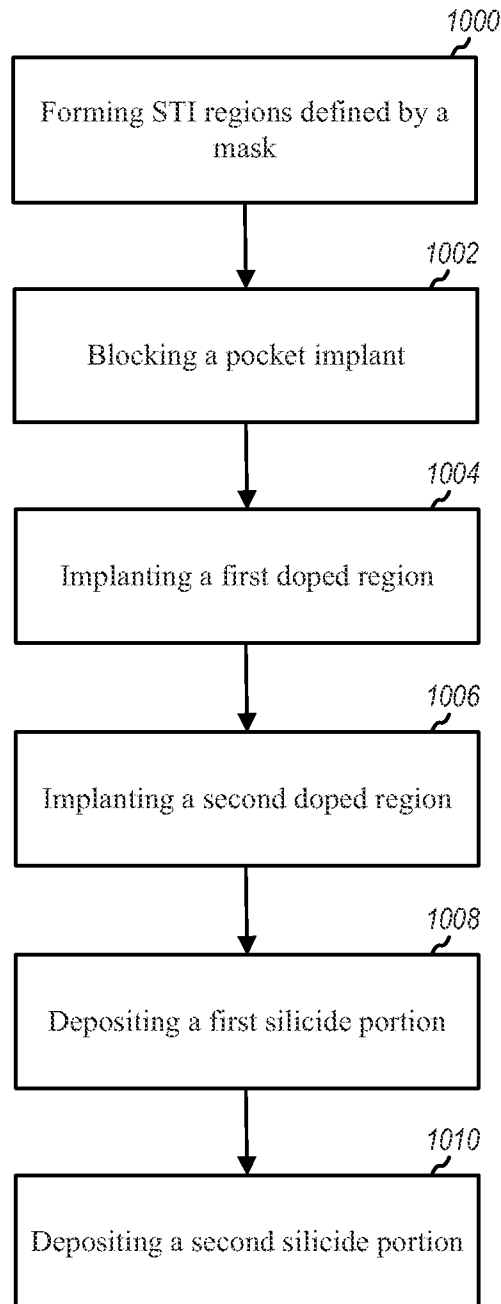 1000
Forming STI regions defined by a
mask
1002
Blocking a pocket implant
1004
Implanting a first doped region
1006
Implanting a second doped region
1008
Depositing a first silicide portion
1010
Depositing a second silicide portion